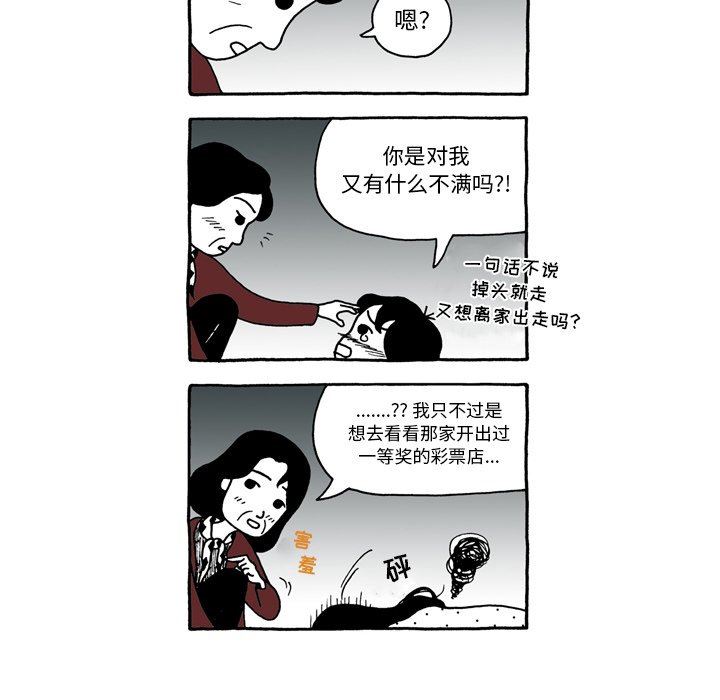 嗯?
你是对我
又有什么不满吗?!
一句话不说
掉头就走
又想离家出走吗?
.......?? 我只不过是
想去看看那家开出过
一等奖的彩票店...
害
羞
砰